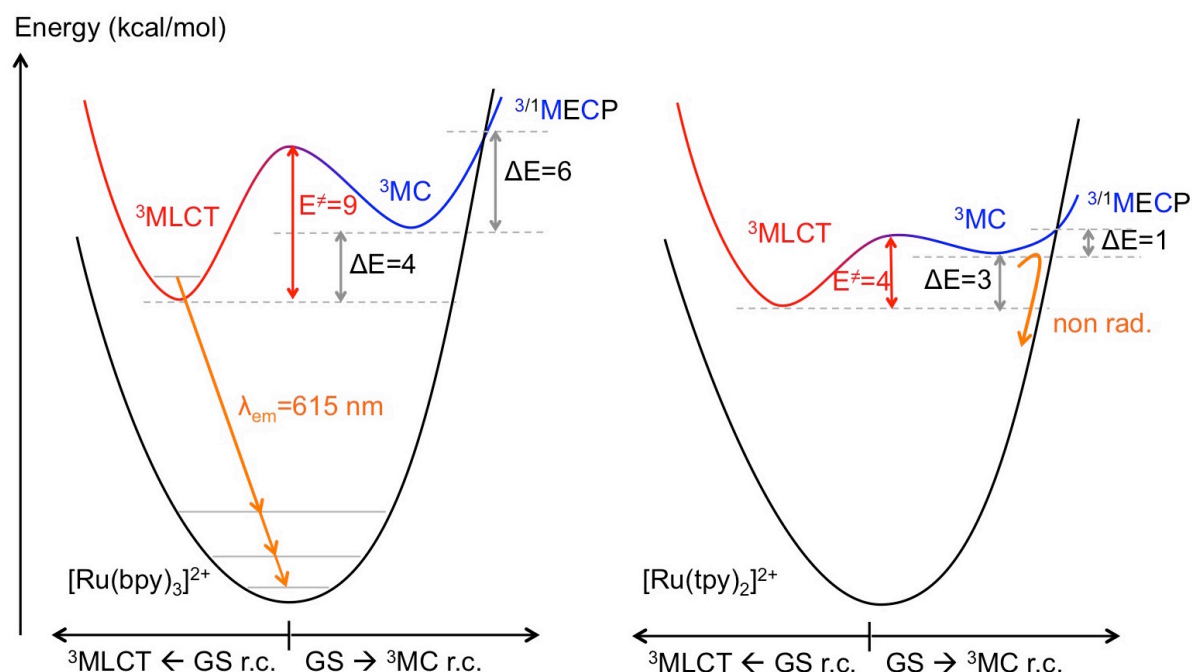 Energy (kcal/mol)
³/¹MECP
ΔE=6
³MC
³MLCT
E≠=9
ΔE=4
λem=615 nm
[Ru(bpy)₃]²⁺
³MLCT ← GS r.c.
GS → ³MC r.c.
³/¹MECP
³MC
³MLCT
ΔE=1
E≠=4
ΔE=3
non rad.
[Ru(tpy)₂]²⁺
³MLCT ← GS r.c.
GS → ³MC r.c.